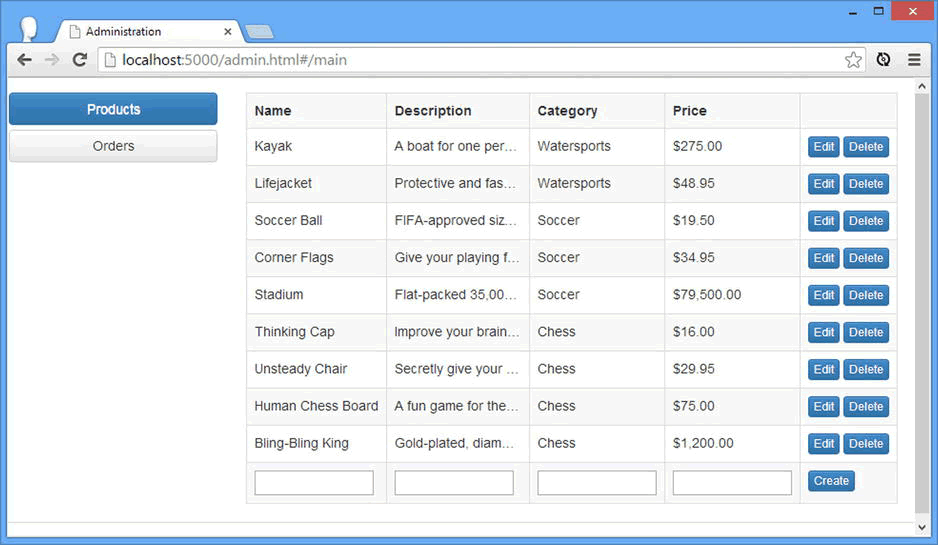 Administration
localhost:5000/admin.html#/main
Products
Orders
Name Description Category Price
Kayak A boat for one per... Watersports $275.00 Edit Delete
Lifejacket Protective and fas... Watersports $48.95 Edit Delete
Soccer Ball FIFA-approved siz... Soccer $19.50 Edit Delete
Corner Flags Give your playing f... Soccer $34.95 Edit Delete
Stadium Flat-packed 35,00... Soccer $79,500.00 Edit Delete
Thinking Cap Improve your brain... Chess $16.00 Edit Delete
Unsteady Chair Secretly give your ... Chess $29.95 Edit Delete
Human Chess Board A fun game for the... Chess $75.00 Edit Delete
Bling-Bling King Gold-plated, diam... Chess $1,200.00 Edit Delete
Create